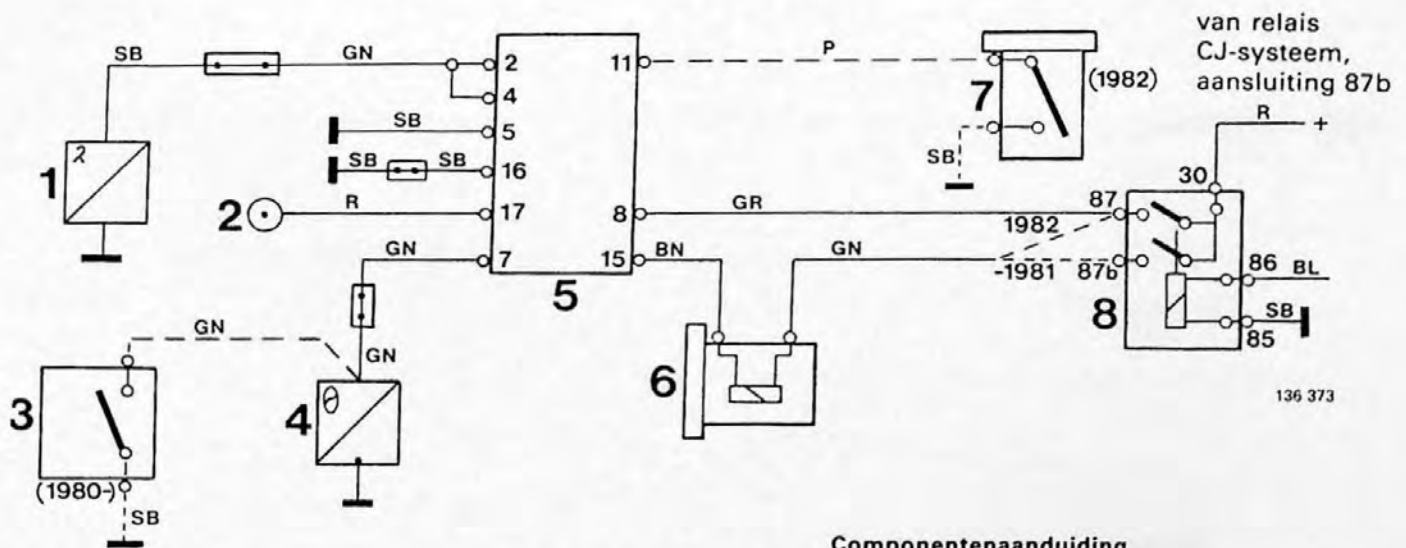 van relais
CJ-systeem,
aansluiting 87b
R +
SB GN 2 11 P 7 (1982)
4
SB 5
SB
1 λ
SB SB 16
30
2 R 17 8 GR 87
1982
GN 7 15 BN GN -1981 87b
86 BL
5
8 SB
85
GN GN
6
136 373
3 4 Θ
(1980-)
SB
Componentenaanduiding